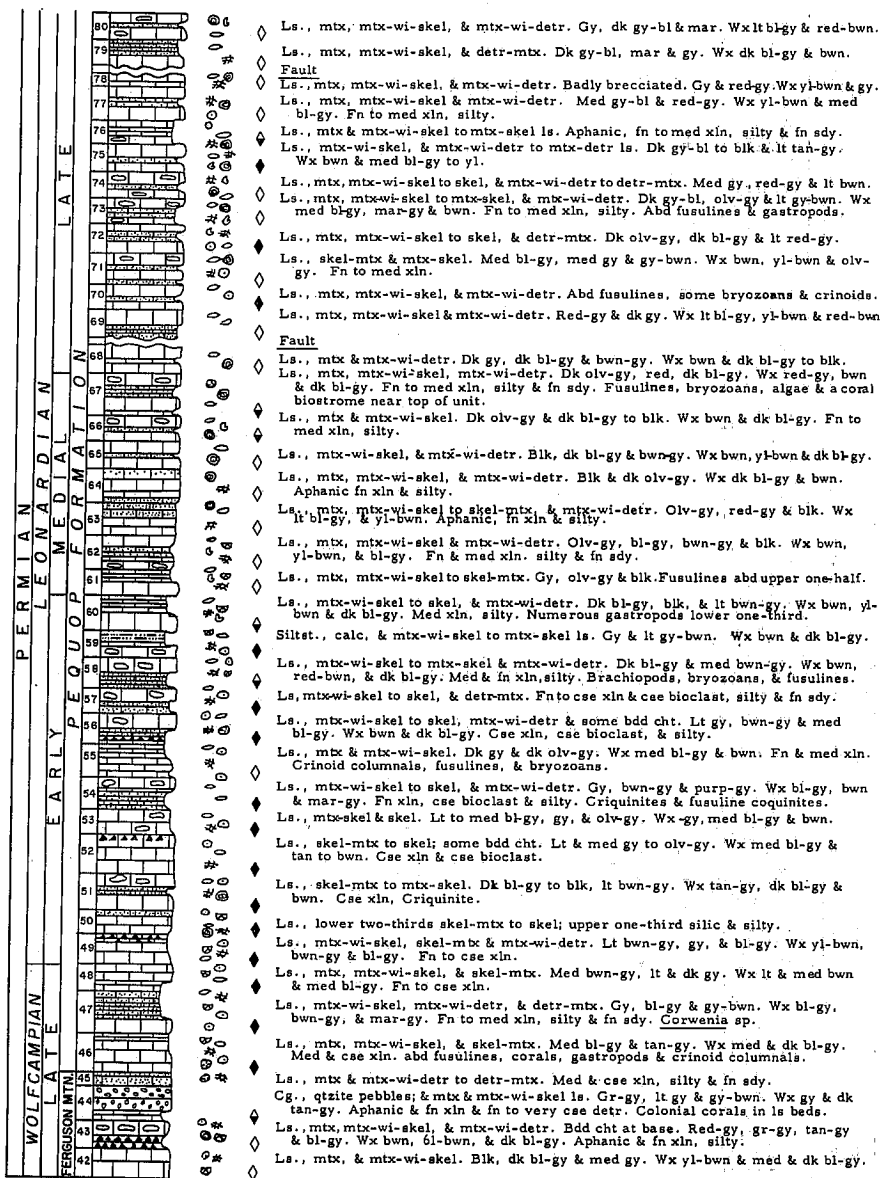 80
Ls., mtx, mtx-wi-skel, & mtx-wi-detr. Gy, dk gy-bl & mar. Wx lt bl-gy & red-bwn.
79
Ls., mtx, mtx-wi-skel, & detr-mtx. Dk gy-bl, mar & gy. Wx dk bl-gy & bwn.
Fault
78
Ls., mtx, mtx-wi-skel, & mtx-wi-detr. Badly brecciated. Gy & red-gy. Wx yl-bwn & gy.
77
Ls., mtx, mtx-wi-skel, & mtx-wi-detr. Med gy-bl & red-gy. Wx yl-bwn & med
bl-gy. Fn to med xln, silty.
76
Ls., mtx & mtx-wi-skel to mtx-skel ls. Aphanic, fn to med xln, silty & fn sdy.
75
Ls., mtx-wi-skel, & mtx-wi-detr to mtx-detr ls. Dk gy-bl to blk & lt tan-gy.
Wx bwn & med bl-gy to yl.
74
Ls., mtx, mtx-wi-skel to skel, & mtx-wi-detr to detr-mtx. Med gy, red-gy & lt bwn.
73
Ls., mtx, mtx-wi-skel to mtx-skel, & mtx-wi-detr. Dk gy-bl, olv-gy & lt gy-bwn. Wx
med bl-gy, mar-gy & bwn. Fn to med xln, silty. Abd fusulines & gastropods.
72
Ls., mtx, mtx-wi-skel to skel, & detr-mtx. Dk olv-gy, dk bl-gy & lt red-gy.
71
Ls., skel-mtx & mtx-skel. Med bl-gy, med gy & gy-bwn. Wx bwn, yl-bwn & olv-
gy. Fn to med xln.
70
Ls., mtx, mtx-wi-skel, & mtx-wi-detr. Abd fusulines, some bryozoans & crinoids.
69
Ls., mtx, mtx-wi-skel & mtx-wi-detr. Red-gy & dk gy. Wx lt bl-gy, yl-bwn & red-bwn
Fault
68
Ls., mtx & mtx-wi-detr. Dk gy, dk bl-gy & bwn-gy. Wx bwn & dk bl-gy to blk.
67
Ls., mtx, mtx-wi-skel, mtx-wi-detr. Dk olv-gy, red, dk bl-gy. Wx red-gy, bwn
& dk bl-gy. Fn to med xln, silty & fn sdy. Fusulines, bryozoans, algae & a coral
biostrome near top of unit.
66
Ls., mtx & mtx-wi-skel. Dk olv-gy & dk bl-gy to blk. Wx bwn & dk bl-gy. Fn to
med xln, silty.
65
Ls., mtx-wi-skel, & mtx-wi-detr. Blk, dk bl-gy & bwn-gy. Wx bwn, yl-bwn & dk bl-gy.
64
Ls., mtx, mtx-wi-skel, & mtx-wi-detr. Blk & dk olv-gy. Wx dk bl-gy & bwn.
Aphanic fn xln & silty.
63
Ls., mtx, mtx-wi-skel to skel-mtx, & mtx-wi-detr. Olv-gy, red-gy & blk. Wx
lt bl-gy, & yl-bwn. Aphanic, fn xln & silty.
62
Ls., mtx, mtx-wi-skel & mtx-wi-detr. Olv-gy, bl-gy, bwn-gy & blk. Wx bwn,
yl-bwn, & bl-gy. Fn & med xln. silty & fn sdy.
61
Ls., mtx, mtx-wi-skel to skel-mtx. Gy, olv-gy & blk. Fusulines abd upper one-half.
60
Ls., mtx-wi-skel to skel, & mtx-wi-detr. Dk bl-gy, blk, & lt bwn-gy. Wx bwn, yl-
bwn & dk bl-gy. Med xln, silty. Numerous gastropods lower one-third.
59
Siltst., calc, & mtx-wi-skel to mtx-skel ls. Gy & lt gy-bwn. Wx bwn & dk bl-gy.
58
Ls., mtx-wi-skel to mtx-skel & mtx-wi-detr. Dk bl-gy & med bwn-gy. Wx bwn,
red-bwn, & dk bl-gy. Med & fn xln, silty. Brachiopods, bryozoans, & fusulines.
57
Ls, mtx-wi-skel to skel, & detr-mtx. Fn to cse xln & cse bioclast, silty & fn sdy.
56
Ls., mtx-wi-skel to skel, mtx-wi-detr & some bdd cht. Lt gy, bwn-gy & med
bl-gy. Wx bwn & dk bl-gy. Cse xln, cse bioclast, & silty.
55
Ls., mtx & mtx-skel. Dk gy & dk olv-gy. Wx med bl-gy & bwn. Fn & med xln.
Crinoid columnals, fusulines, & bryozoans.
54
Ls., mtx-wi-skel to skel, & mtx-wi-detr. Gy, bwn-gy & purp-gy. Wx bl-gy, bwn
& mar-gy. Fn xln, cse bioclast & silty. Criquinites & fusuline coquinites.
53
Ls., mtx-skel & skel. Lt to med bl-gy, gy, & olv-gy. Wx gy, med bl-gy & bwn.
52
Ls., skel-mtx to skel; some bdd cht. Lt & med gy to olv-gy. Wx med bl-gy &
tan to bwn. Cse xln & cse bioclast.
51
Ls., skel-mtx to mtx-skel. Dk bl-gy to blk, lt bwn-gy. Wx tan-gy, dk bl-gy &
bwn. Cse xln, Criquinite.
50
Ls., lower two-thirds skel-mtx to skel; upper one-third silic & silty.
49
Ls., mtx-wi-skel, skel-mtx & mtx-wi-detr. Lt bwn-gy, gy, & bl-gy. Wx yl-bwn,
bwn-gy & bl-gy. Fn to cse xln.
48
Ls., mtx, mtx-wi-skel, & skel-mtx. Med bwn-gy, lt & dk gy. Wx lt & med bwn
& med bl-gy. Fn to cse xln.
47
Ls., mtx-wi-skel, mtx-wi-detr, & detr-mtx. Gy, bl-gy & gy-bwn. Wx bl-gy,
bwn-gy, & mar-gy. Fn to med xln, silty & fn sdy. Gorwenia sp.
46
Ls., mtx, mtx-wi-skel, & skel-mtx. Med bl-gy & tan-gy. Wx med & dk bl-gy.
Med & cse xln. abd fusulines, corals, gastropods & crinoid columnals.
45
Ls., mtx & mtx-wi-detr to detr-mtx. Med & cse xln, silty & fn sdy.
44
Cg., qtzite pebbles; & mtx & mtx-skel ls. Gr-gy, lt gy & gy-bwn. Wx gy & dk
tan-gy. Aphanic & fn xln & fn to very cse detr. Colonial corals in ls beds.
43
Ls., mtx, mtx-wi-skel, & mtx-wi-detr. Bdd cht at base. Red-gy, gr-gy, tan-gy
& bl-gy. Wx bwn, bl-bwn, & dk bl-gy. Aphanic & fn xln, silty.
42
Ls., mtx, & mtx-wi-skel. Blk, dk bl-gy & med gy. Wx yl-bwn & med & dk bl-gy.
PERMIAN
LEONARDIAN
WOLFCAMPIAN
LATE
MEDIAL
EARLY
LATE
PEQUOP FORMATION
FERGUSON MTN.